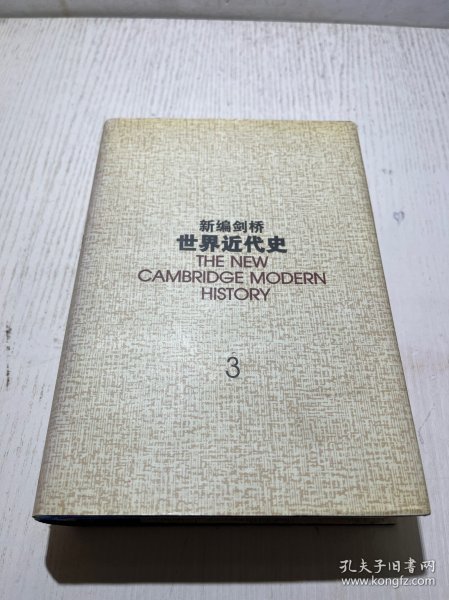 新编剑桥
世界近代史
THE NEW
CAMBRIDGE MODERN
HISTORY
3
孔夫子旧书网
www.kongfz.com